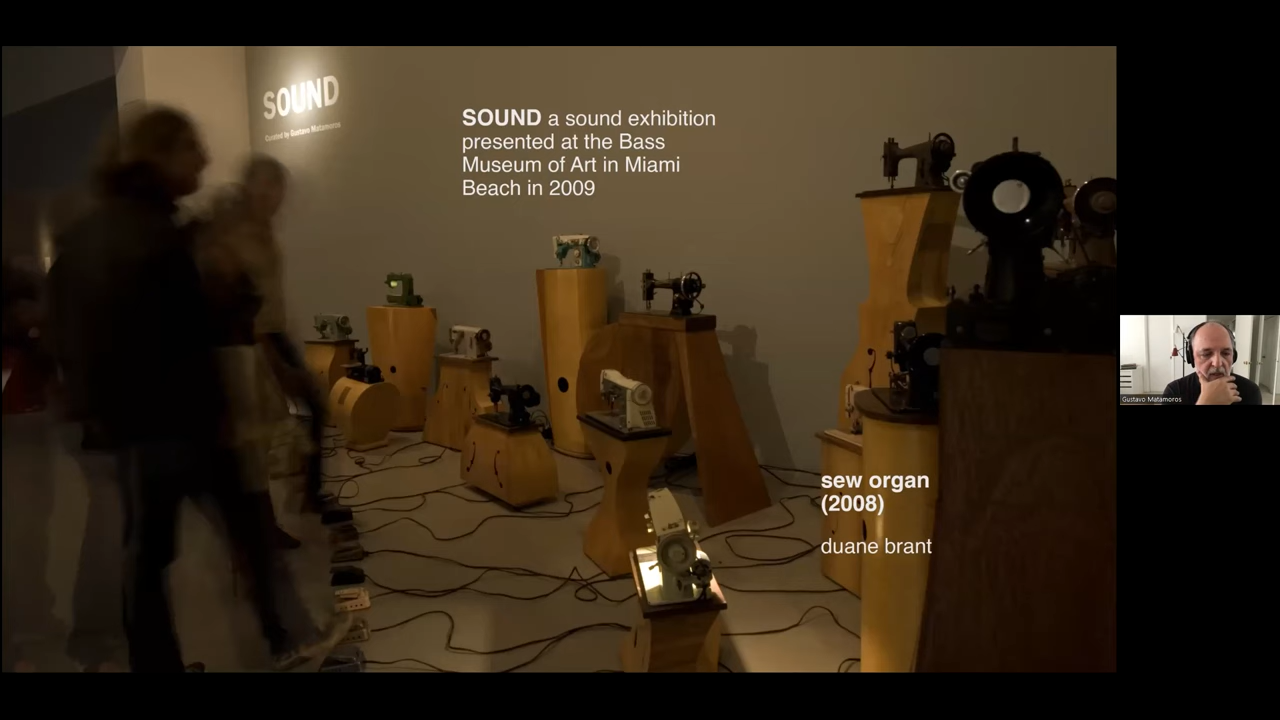 SOUND
Curated by Gustavo Matamoros
SOUND a sound exhibition
presented at the Bass
Museum of Art in Miami
Beach in 2009
sew organ
(2008)
duane brant
Gustavo Matamoros